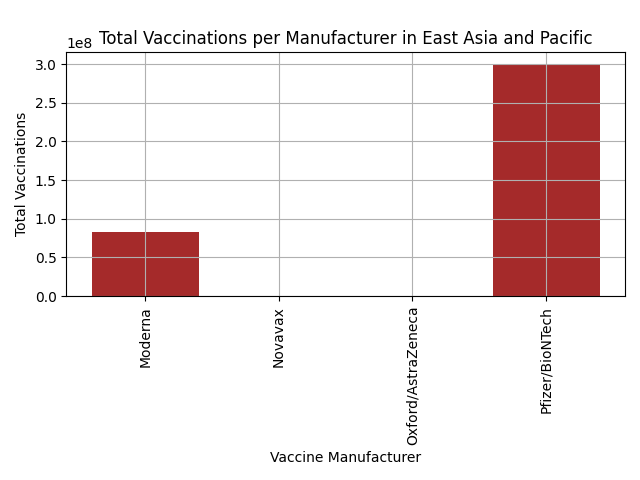 Total Vaccinations per Manufacturer in East Asia and Pacific
1e8
3.0
2.5
2.0
1.5
1.0
0.5
0.0
Total Vaccinations
Moderna
Novavax
Oxford/AstraZeneca
Pfizer/BioNTech
Vaccine Manufacturer